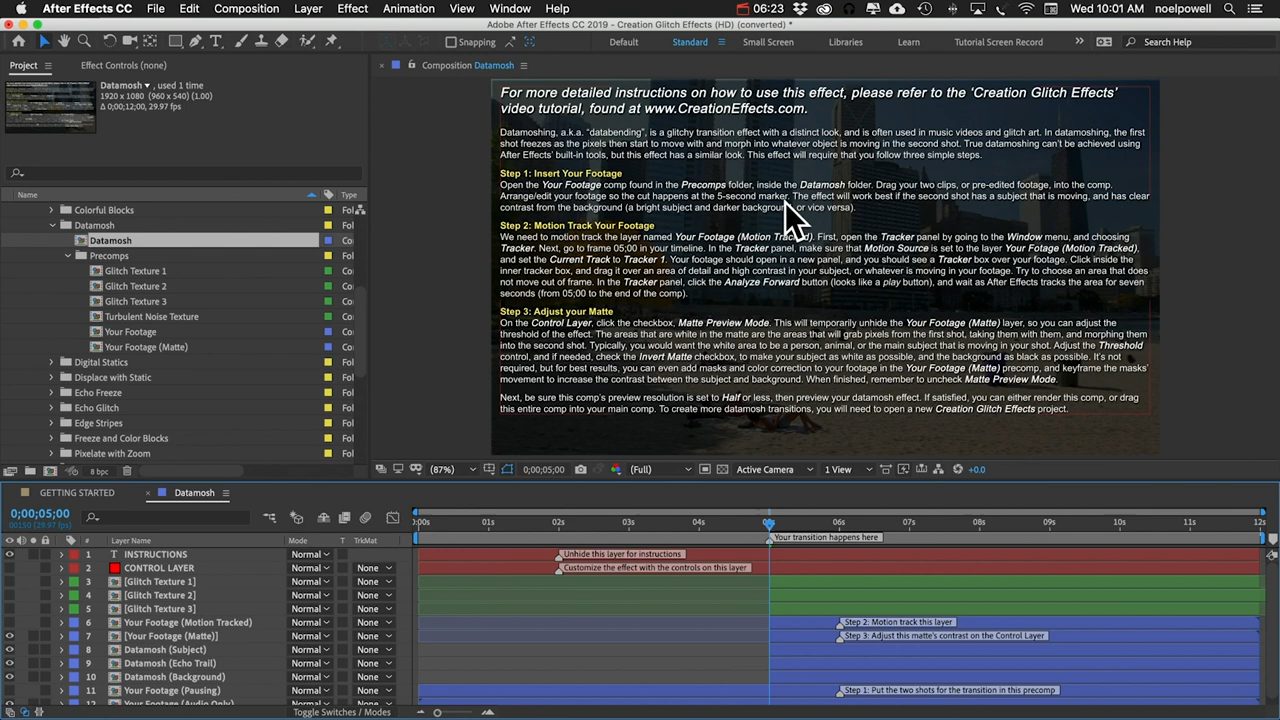 After Effects CC File Edit Composition Layer Effect Animation View Window Help 06:23 Wed 10:01 AM noelpowell
Adobe After Effects CC 2019 - Creation Glitch Effects (HD) (converted) *
Snapping Default Standard Small Screen Libraries Learn Tutorial Screen Record Search Help
Project Effect Controls (none) Composition Datamosh
Datamosh , used 1 time
1920 x 1080 (960 x 540) (1.00)
Δ 0;00;12;00, 29.97 fps)
Name Type
Colorful Blocks Fol
Datamosh Fol
Datamosh Co
Precomps Fol
Glitch Texture 1 Co
Glitch Texture 2 Co
Glitch Texture 3 Co
Turbulent Noise Texture Co
Your Footage Co
Your Footage (Matte) Co
Digital Statics Fol
Displace with Static Fol
Echo Freeze Fol
Echo Glitch Fol
Edge Stripes Fol
Freeze and Color Blocks Fol
Pixelate with Zoom Fol
8 bpc
For more detailed instructions on how to use this effect, please refer to the 'Creation Glitch Effects'
video tutorial, found at www.CreationEffects.com.
Datamoshing, a.k.a. "databending", is a glitchy transition effect with a distinct look, and is often used in music videos and glitch art. In datamoshing, the first
shot freezes as the pixels then start to move with and morph into whatever object is moving in the second shot. True datamoshing can't be achieved using
After Effects' built-in tools, but this effect has a similar look. This effect will require that you follow three simple steps.
Step 1: Insert Your Footage
Open the Your Footage comp found in the Precomps folder, inside the Datamosh folder. Drag your two clips, or pre-edited footage, into the comp.
Arrange/edit your footage so the cut happens at the 5-second marker. The effect will work best if the second shot has a subject that is moving, and has clear
contrast from the background (a bright subject and darker background, or vice versa).
Step 2: Motion Track Your Footage
We need to motion track the layer named Your Footage (Motion Tracked). First, open the Tracker panel by going to the Window menu, and choosing
Tracker. Next, go to frame 05;00 in your timeline. In the Tracker panel, make sure that Motion Source is set to the layer Your Fotage (Motion Tracked),
and set the Current Track to Tracker 1. Your footage should open in a new panel, and you should see a Tracker box over your footage. Click inside the
inner tracker box, and drag it over an area of detail and high contrast in your subject, or whatever is moving in your footage. Try to choose an area that does
not move out of frame. In the Tracker panel, click the Analyze Forward button (looks like a play button), and wait as After Effects tracks the area for seven
seconds (from 05;00 to the end of the comp).
Step 3: Adjust your Matte
On the Control Layer, click the checkbox, Matte Preview Mode. This will temporarily unhide the Your Footage (Matte) layer, so you can adjust the
threshold of the effect. The areas that are white in the matte are the areas that will grab pixels from the first shot, taking them with them, and morphing them
into the second shot. Typically, you would want the white area to be a person, animal, or the main subject that is moving in your shot. Adjust the Threshold
control, and if needed, check the Invert Matte checkbox, to make your subject as white as possible, and the background as black as possible. It's not
required, but for best results, you can even add masks and color correction to your footage in the Your Footage (Matte) precomp, and keyframe the masks'
movement to increase the contrast between the subject and background. When finished, remember to uncheck Matte Preview Mode.
Next, be sure this comp's preview resolution is set to Half or less, then preview your datamosh effect. If satisfied, you can either render this comp, or drag
this entire comp into your main comp. To create more datamosh transitions, you will need to open a new Creation Glitch Effects project.
(87%) 0;00;05;00 (Full) Active Camera 1 View +0.0
GETTING STARTED Datamosh
0;00;05;00
00150 (29.97 fps)
:00s 01s 02s 03s 04s 05s 06s 07s 08s 09s 10s 11s 12s
Your transition happens here
# Layer Name Mode T TrkMat
1 T INSTRUCTIONS Normal Unhide this layer for instructions
2 CONTROL LAYER Normal None Customize the effect with the controls on this layer
3 [Glitch Texture 1] Normal None
4 [Glitch Texture 2] Normal None
5 [Glitch Texture 3] Normal None
6 Your Footage (Motion Tracked) Normal None Step 2: Motion track this layer
7 [Your Footage (Matte)] Normal None Step 3: Adjust this matte's contrast on the Control Layer
8 Datamosh (Subject) Normal None
9 Datamosh (Echo Trail) Normal None
10 Datamosh (Background) Normal None
11 Your Footage (Pausing) Normal None Step 1: Put the two shots for the transition in this precomp
12 Your Footage (Audio Only) Normal None
Toggle Switches / Modes